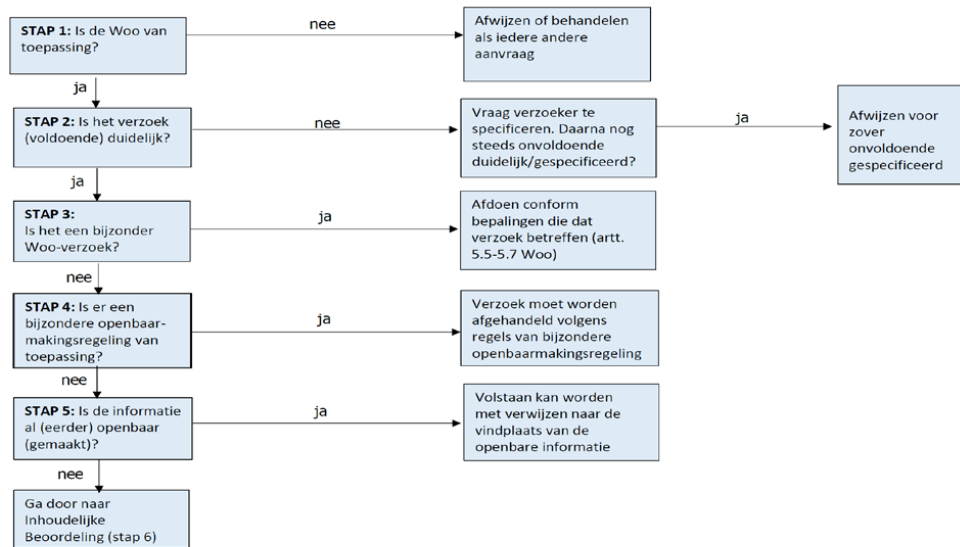 STAP 1: Is de Woo van
toepassing?
nee
Afwijzen of behandelen
als iedere andere
aanvraag
ja
STAP 2: Is het verzoek
(voldoende) duidelijk?
nee
Vraag verzoeker te
specificeren. Daarna nog
steeds onvoldoende
duidelijk/gespecificeerd?
ja
Afwijzen voor
zover
onvoldoende
gespecificeerd
ja
STAP 3:
Is het een bijzonder
Woo-verzoek?
ja
Afdoen conform
bepalingen die dat
verzoek betreffen (artt.
5.5-5.7 Woo)
nee
STAP 4: Is er een
bijzondere openbaar-
makingsregeling van
toepassing?
ja
Verzoek moet worden
afgehandeld volgens
regels van bijzondere
openbaarmakingsregeling
nee
STAP 5: Is de informatie
al (eerder) openbaar
(gemaakt)?
ja
Volstaan kan worden
met verwijzen naar de
vindplaats van de
openbare informatie
nee
Ga door naar
Inhoudelijke
Beoordeling (stap 6)